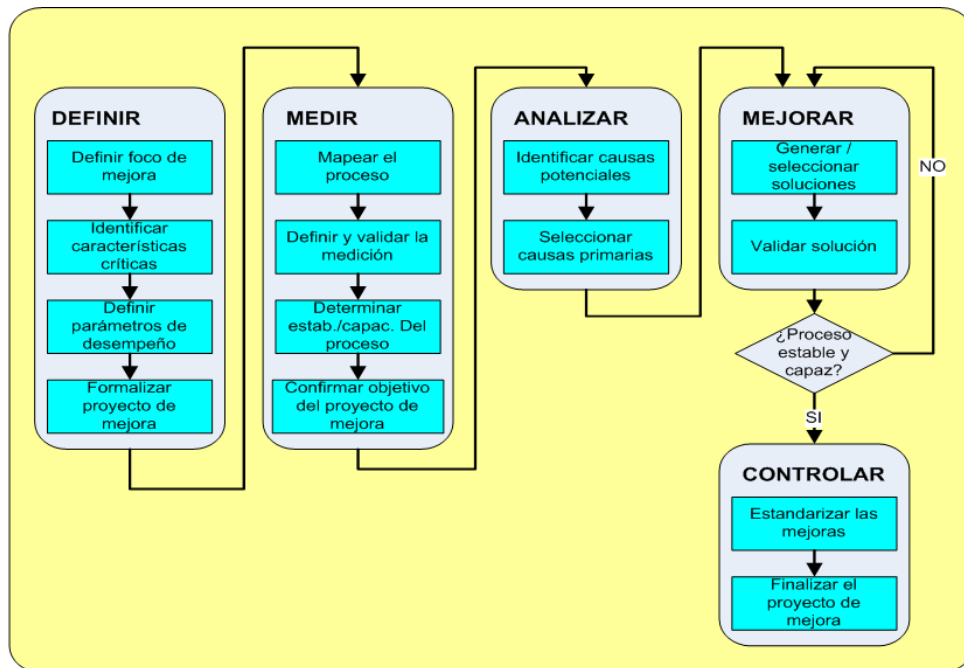 DEFINIR
Definir foco de
mejora
Identificar
características
críticas
Definir
parámetros de
desempeño
Formalizar
proyecto de
mejora
MEDIR
Mapear el
proceso
Definir y validar la
medición
Determinar
estab./capac. Del
proceso
Confirmar objetivo
del proyecto de
mejora
ANALIZAR
Identificar causas
potenciales
Seleccionar
causas primarias
MEJORAR
Generar /
seleccionar
soluciones
Validar solución
¿Proceso
estable y
capaz?
NO
SI
CONTROLAR
Estandarizar las
mejoras
Finalizar el
proyecto de
mejora